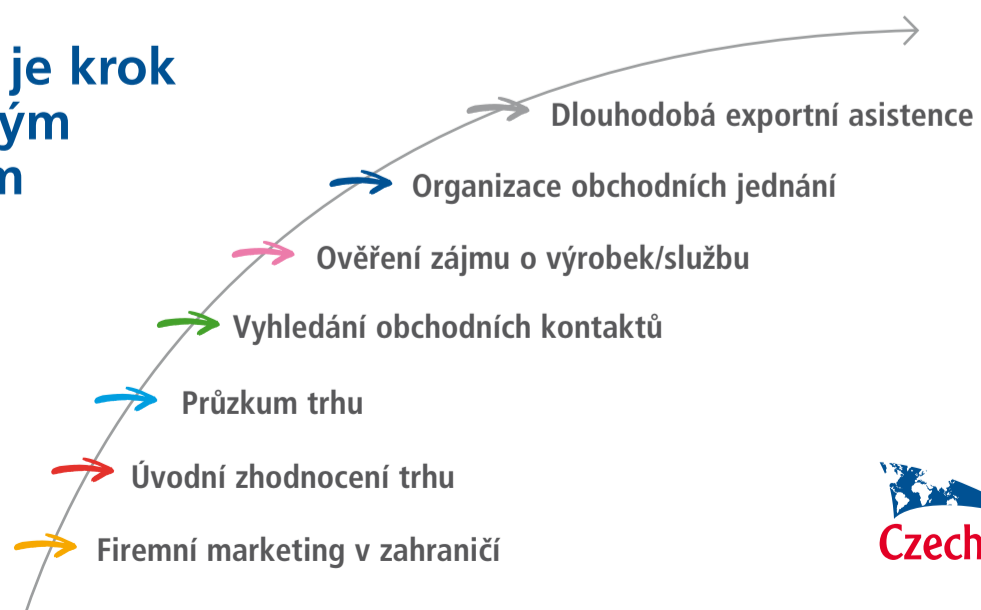 je krok
ým
m
Dlouhodobá exportní asistence
Organizace obchodních jednání
Ověření zájmu o výrobek/službu
Vyhledání obchodních kontaktů
Průzkum trhu
Úvodní zhodnocení trhu
Firemní marketing v zahraničí
Czech